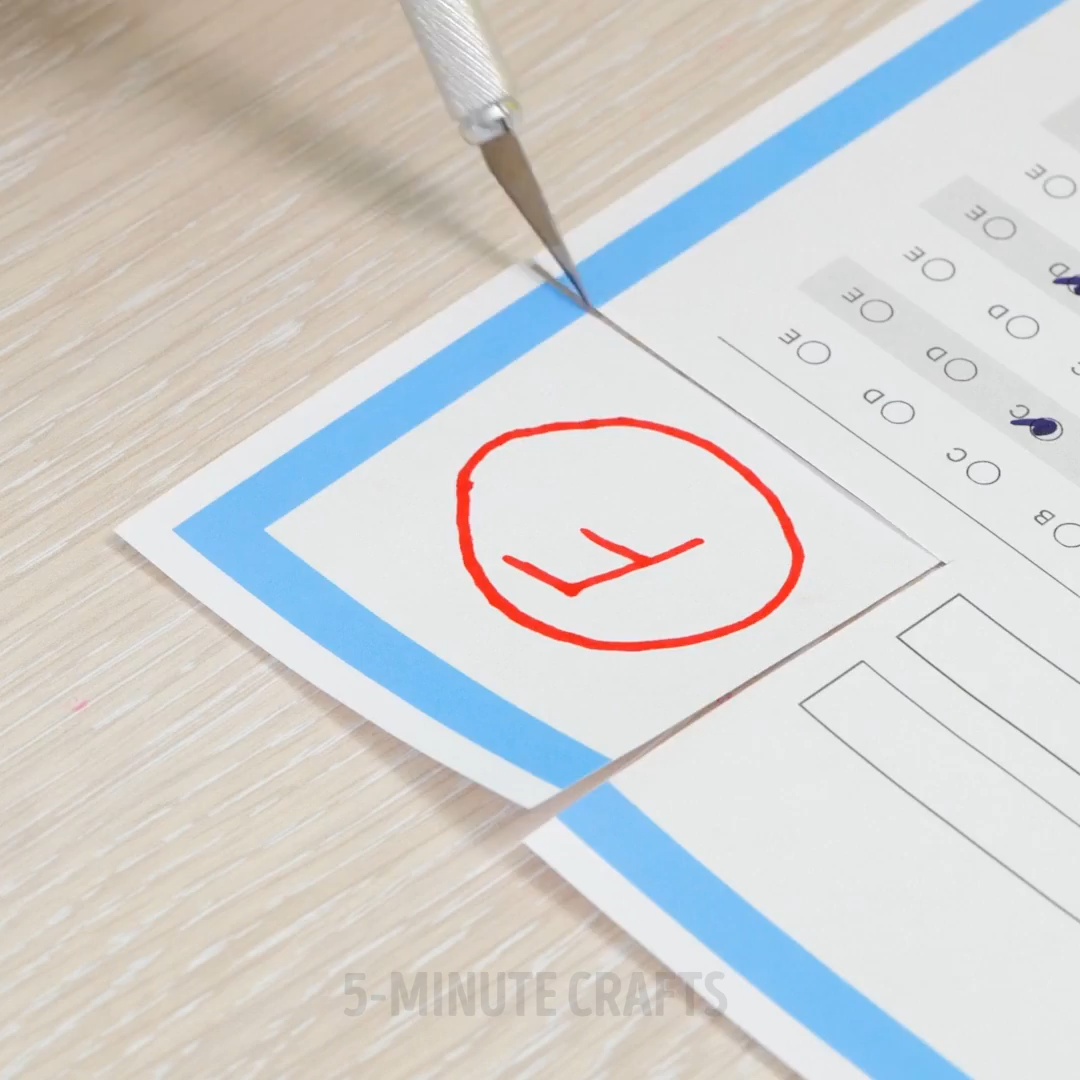 F
B C D E
C D E
C D E
D E
E
5-MINUTE CRAFTS